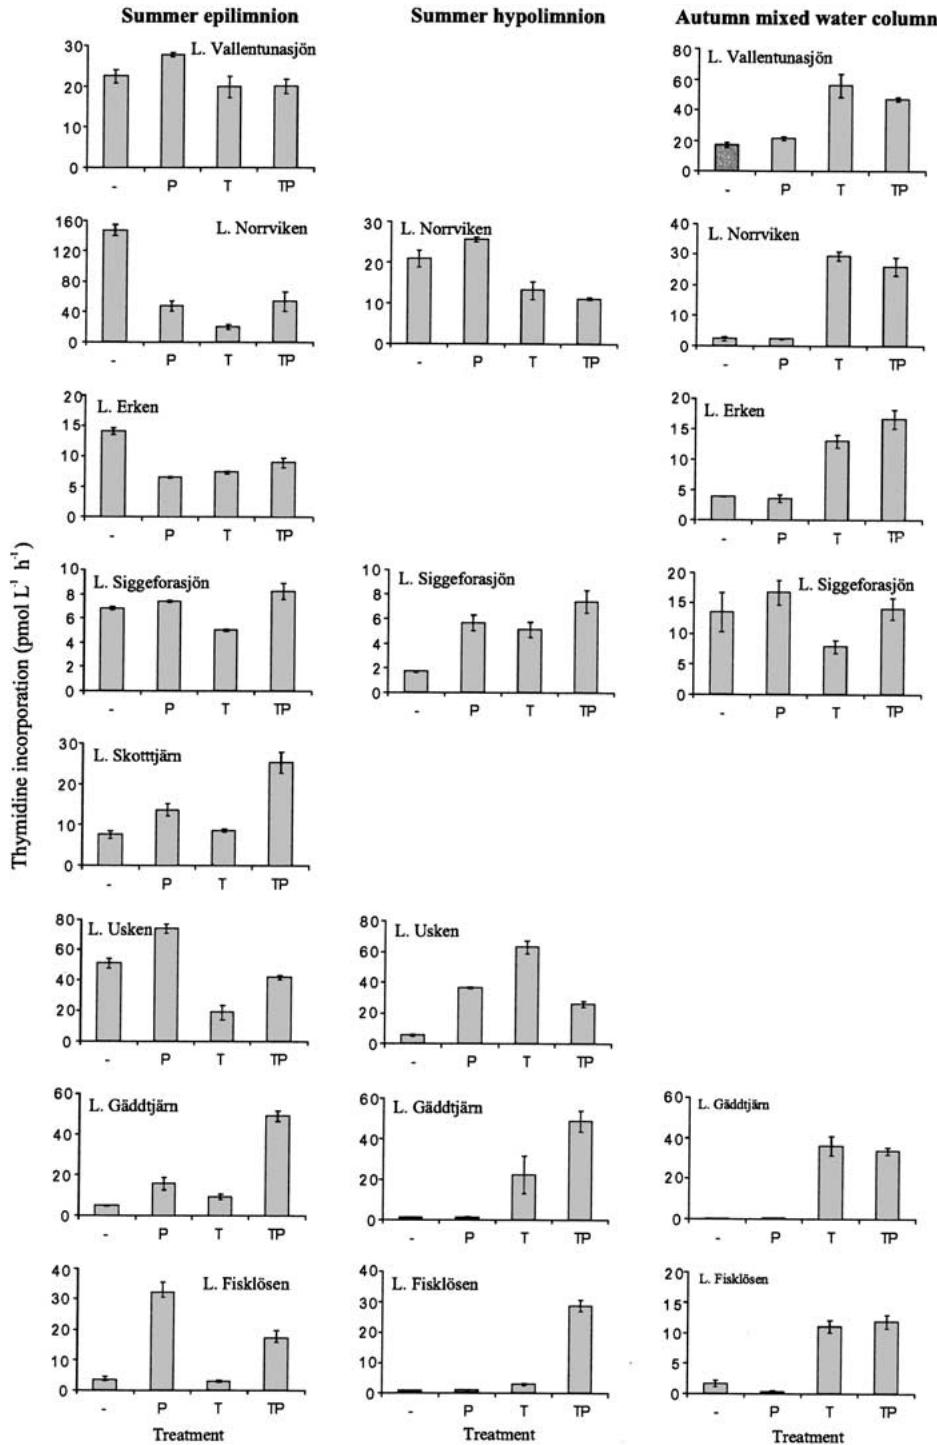 Summer epilimnion Summer hypolimnion Autumn mixed water column
Thymidine incorporation (pmol L⁻¹ h⁻¹)
L. Vallentunasjön
30
20
10
0
- P T TP
L. Vallentunasjön
80
60
40
20
0
- P T TP
L. Norrviken
160
120
80
40
0
- P T TP
L. Norrviken
30
20
10
0
- P T TP
L. Norrviken
40
30
20
10
0
- P T TP
L. Erken
20
15
10
5
0
- P T TP
L. Erken
20
15
10
5
0
- P T TP
L. Siggeforasjön
10
8
6
4
2
0
- P T TP
L. Siggeforasjön
10
8
6
4
2
0
- P T TP
L. Siggeforasjön
20
15
10
5
0
- P T TP
L. Skotttjärn
30
20
10
0
- P T TP
L. Usken
80
60
40
20
0
- P T TP
L. Usken
80
60
40
20
0
- P T TP
L. Gäddtjärn
60
40
20
0
- P T TP
L. Gäddtjärn
60
40
20
0
- P T TP
L. Gäddtjärn
60
40
20
0
- P T TP
L. Fisklösen
40
30
20
10
0
- P T TP
Treatment
L. Fisklösen
40
30
20
10
0
- P T TP
Treatment
L. Fisklösen
20
15
10
5
0
- P T TP
Treatment